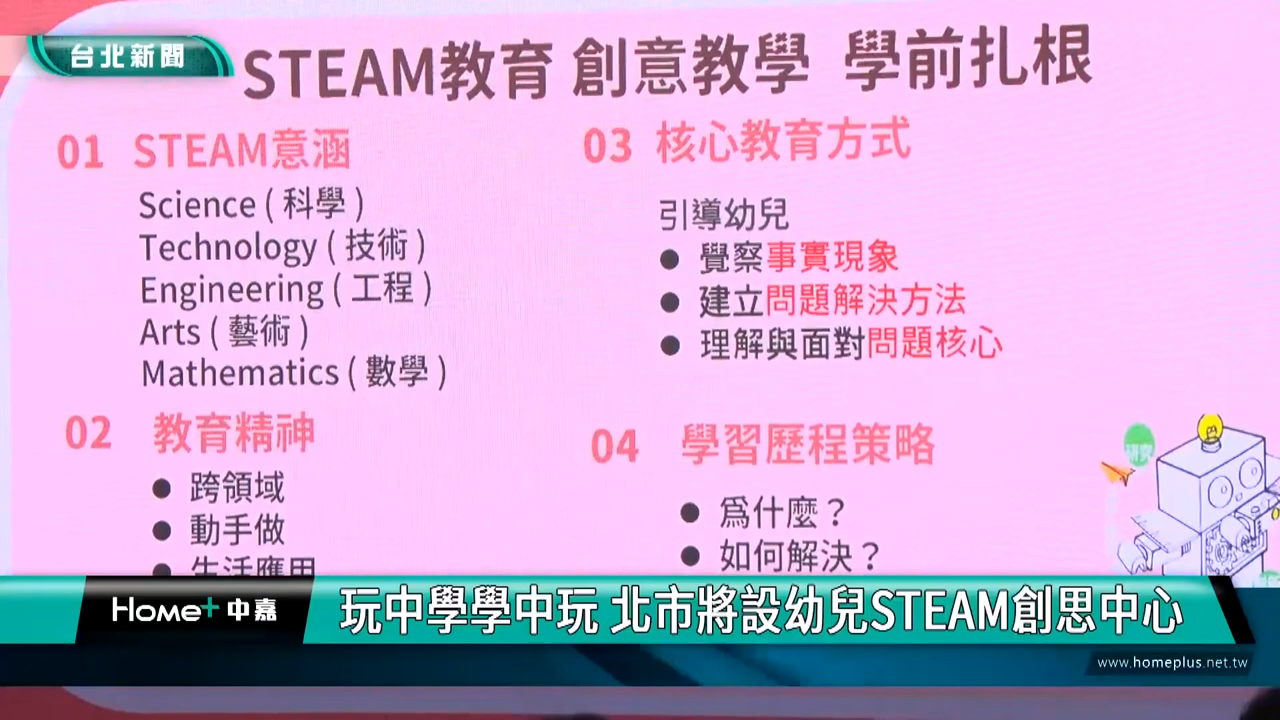 台北新聞
STEAM教育 創意教學 學前扎根
01 STEAM意涵
Science ( 科學 )
Technology ( 技術 )
Engineering ( 工程 )
Arts ( 藝術 )
Mathematics ( 數學 )
02 教育精神
● 跨領域
● 動手做
● 生活應用
03 核心教育方式
引導幼兒
● 覺察事實現象
● 建立問題解決方法
● 理解與面對問題核心
04 學習歷程策略
● 爲什麼？
● 如何解決？
研究
Home+ 中嘉
玩中學學中玩 北市將設幼兒STEAM創思中心
www.homeplus.net.tw